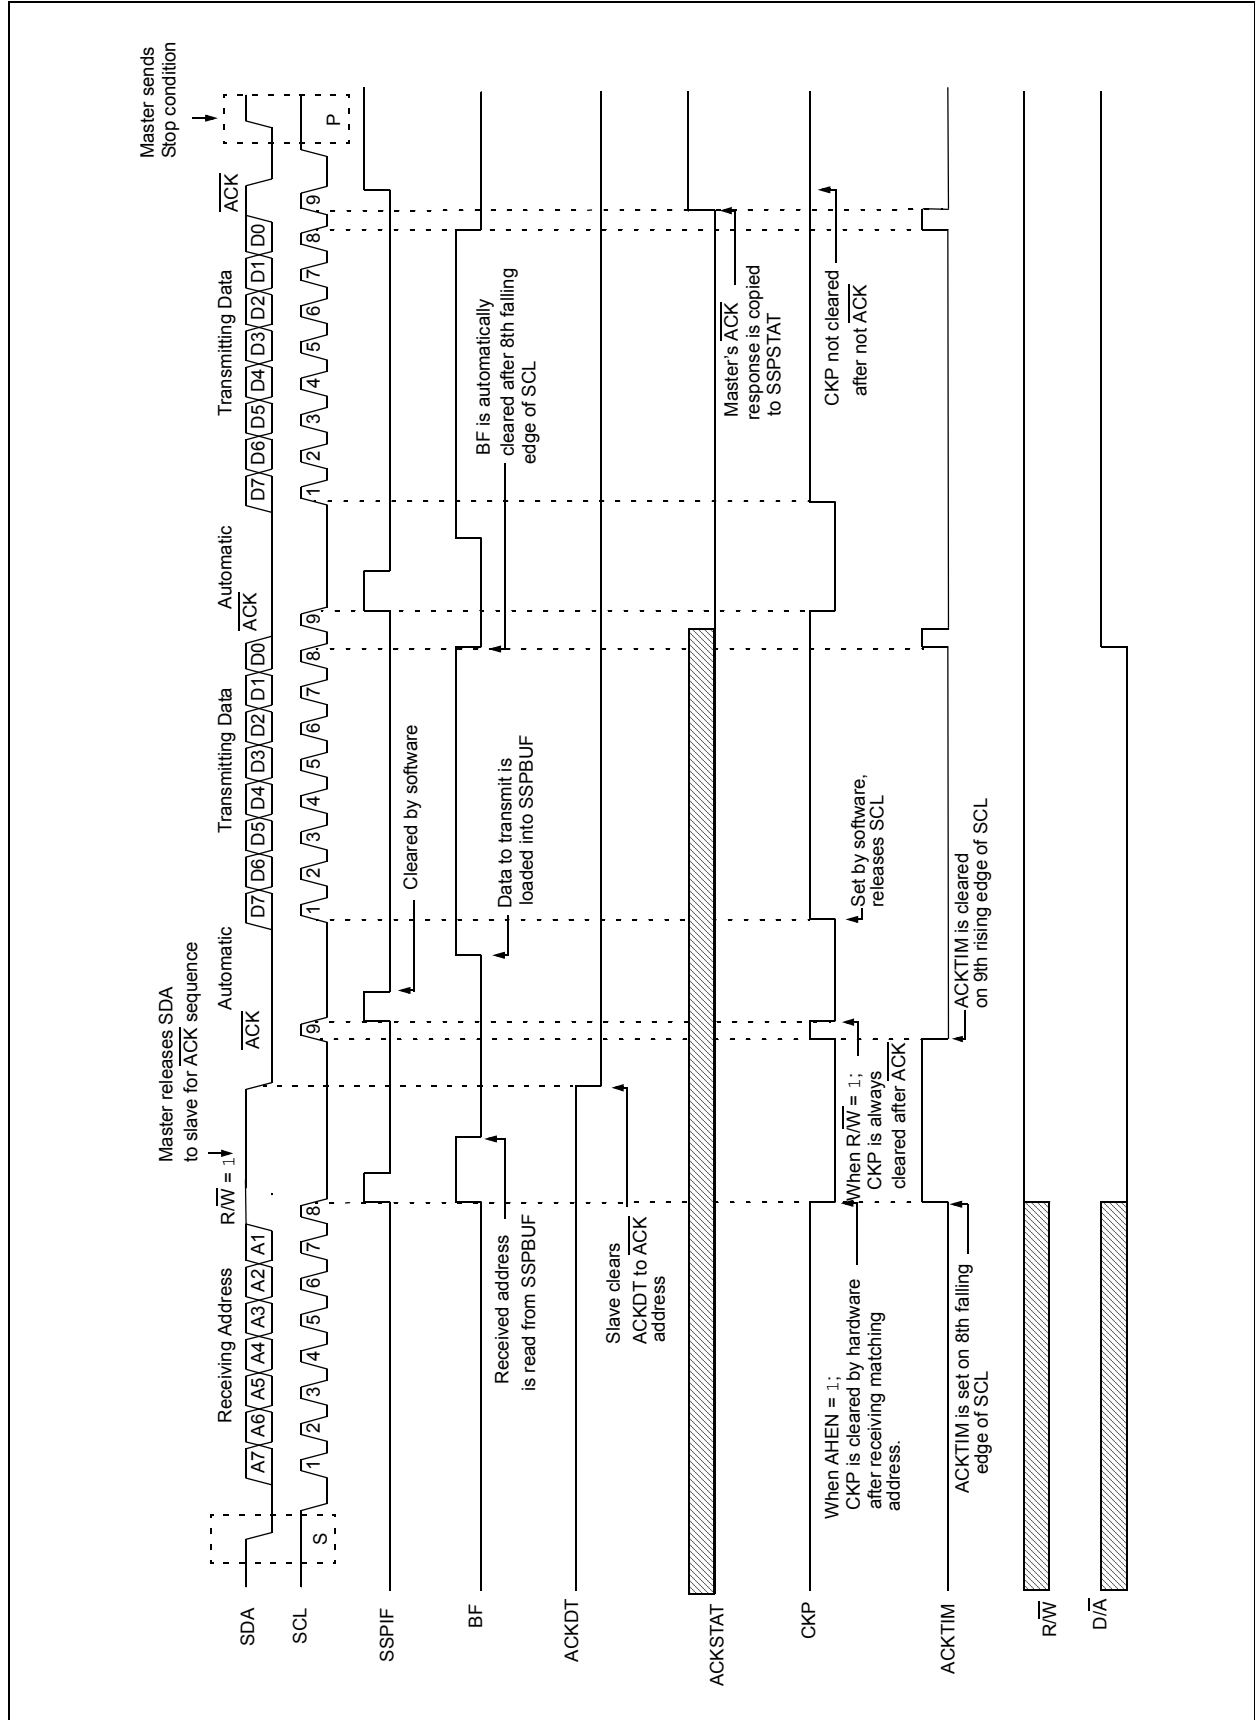 Master releases SDA
to slave for ACK sequence
Master sends
Stop condition
Receiving Address
R/W = 1
Automatic
Transmitting Data
Automatic
Transmitting Data
ACK
ACK
ACK
SDA
A7 A6 A5 A4 A3 A2 A1
D7 D6 D5 D4 D3 D2 D1 D0
D7 D6 D5 D4 D3 D2 D1 D0
SCL
S
1 2 3 4 5 6 7 8
9
1 2 3 4 5 6 7 8 9
1 2 3 4 5 6 7 8 9
P
SSPIF
Cleared by software
BF
Received address
is read from SSPBUF
Data to transmit is
loaded into SSPBUF
BF is automatically
cleared after 8th falling
edge of SCL
ACKDT
Slave clears
ACKDT to ACK
address
ACKSTAT
Master's ACK
response is copied
to SSPSTAT
CKP
When AHEN = 1;
CKP is cleared by hardware
after receiving matching
address.
When R/W = 1;
CKP is always
cleared after ACK
Set by software,
releases SCL
CKP not cleared
after not ACK
ACKTIM
ACKTIM is set on 8th falling
edge of SCL
ACKTIM is cleared
on 9th rising edge of SCL
R/W
D/A